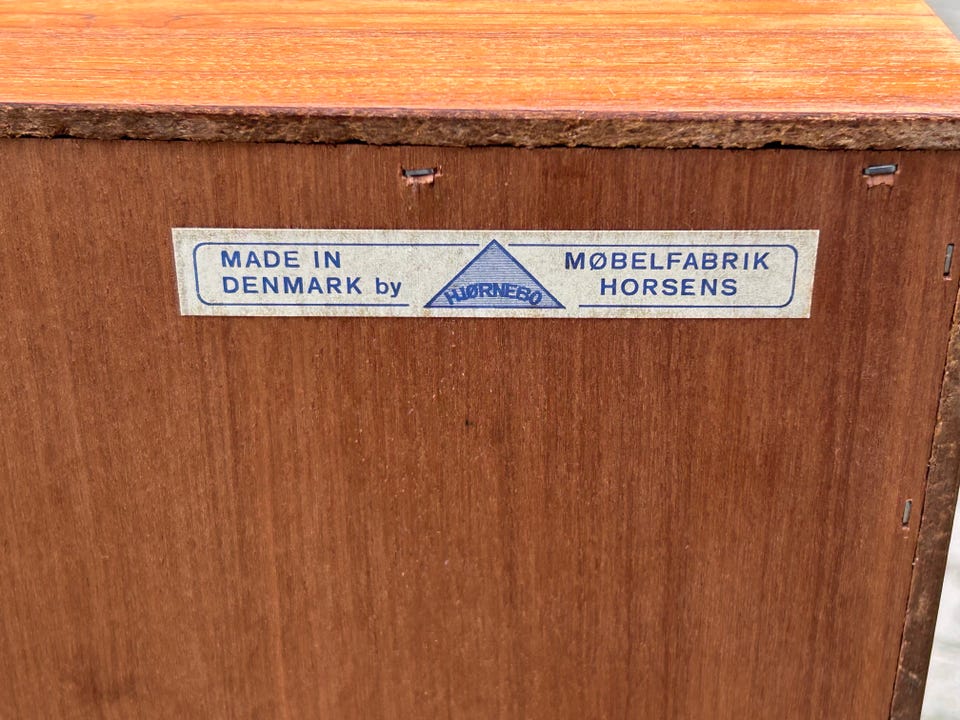 MADE IN
DENMARK by
HJØRNEBO
MØBELFABRIK
HORSENS